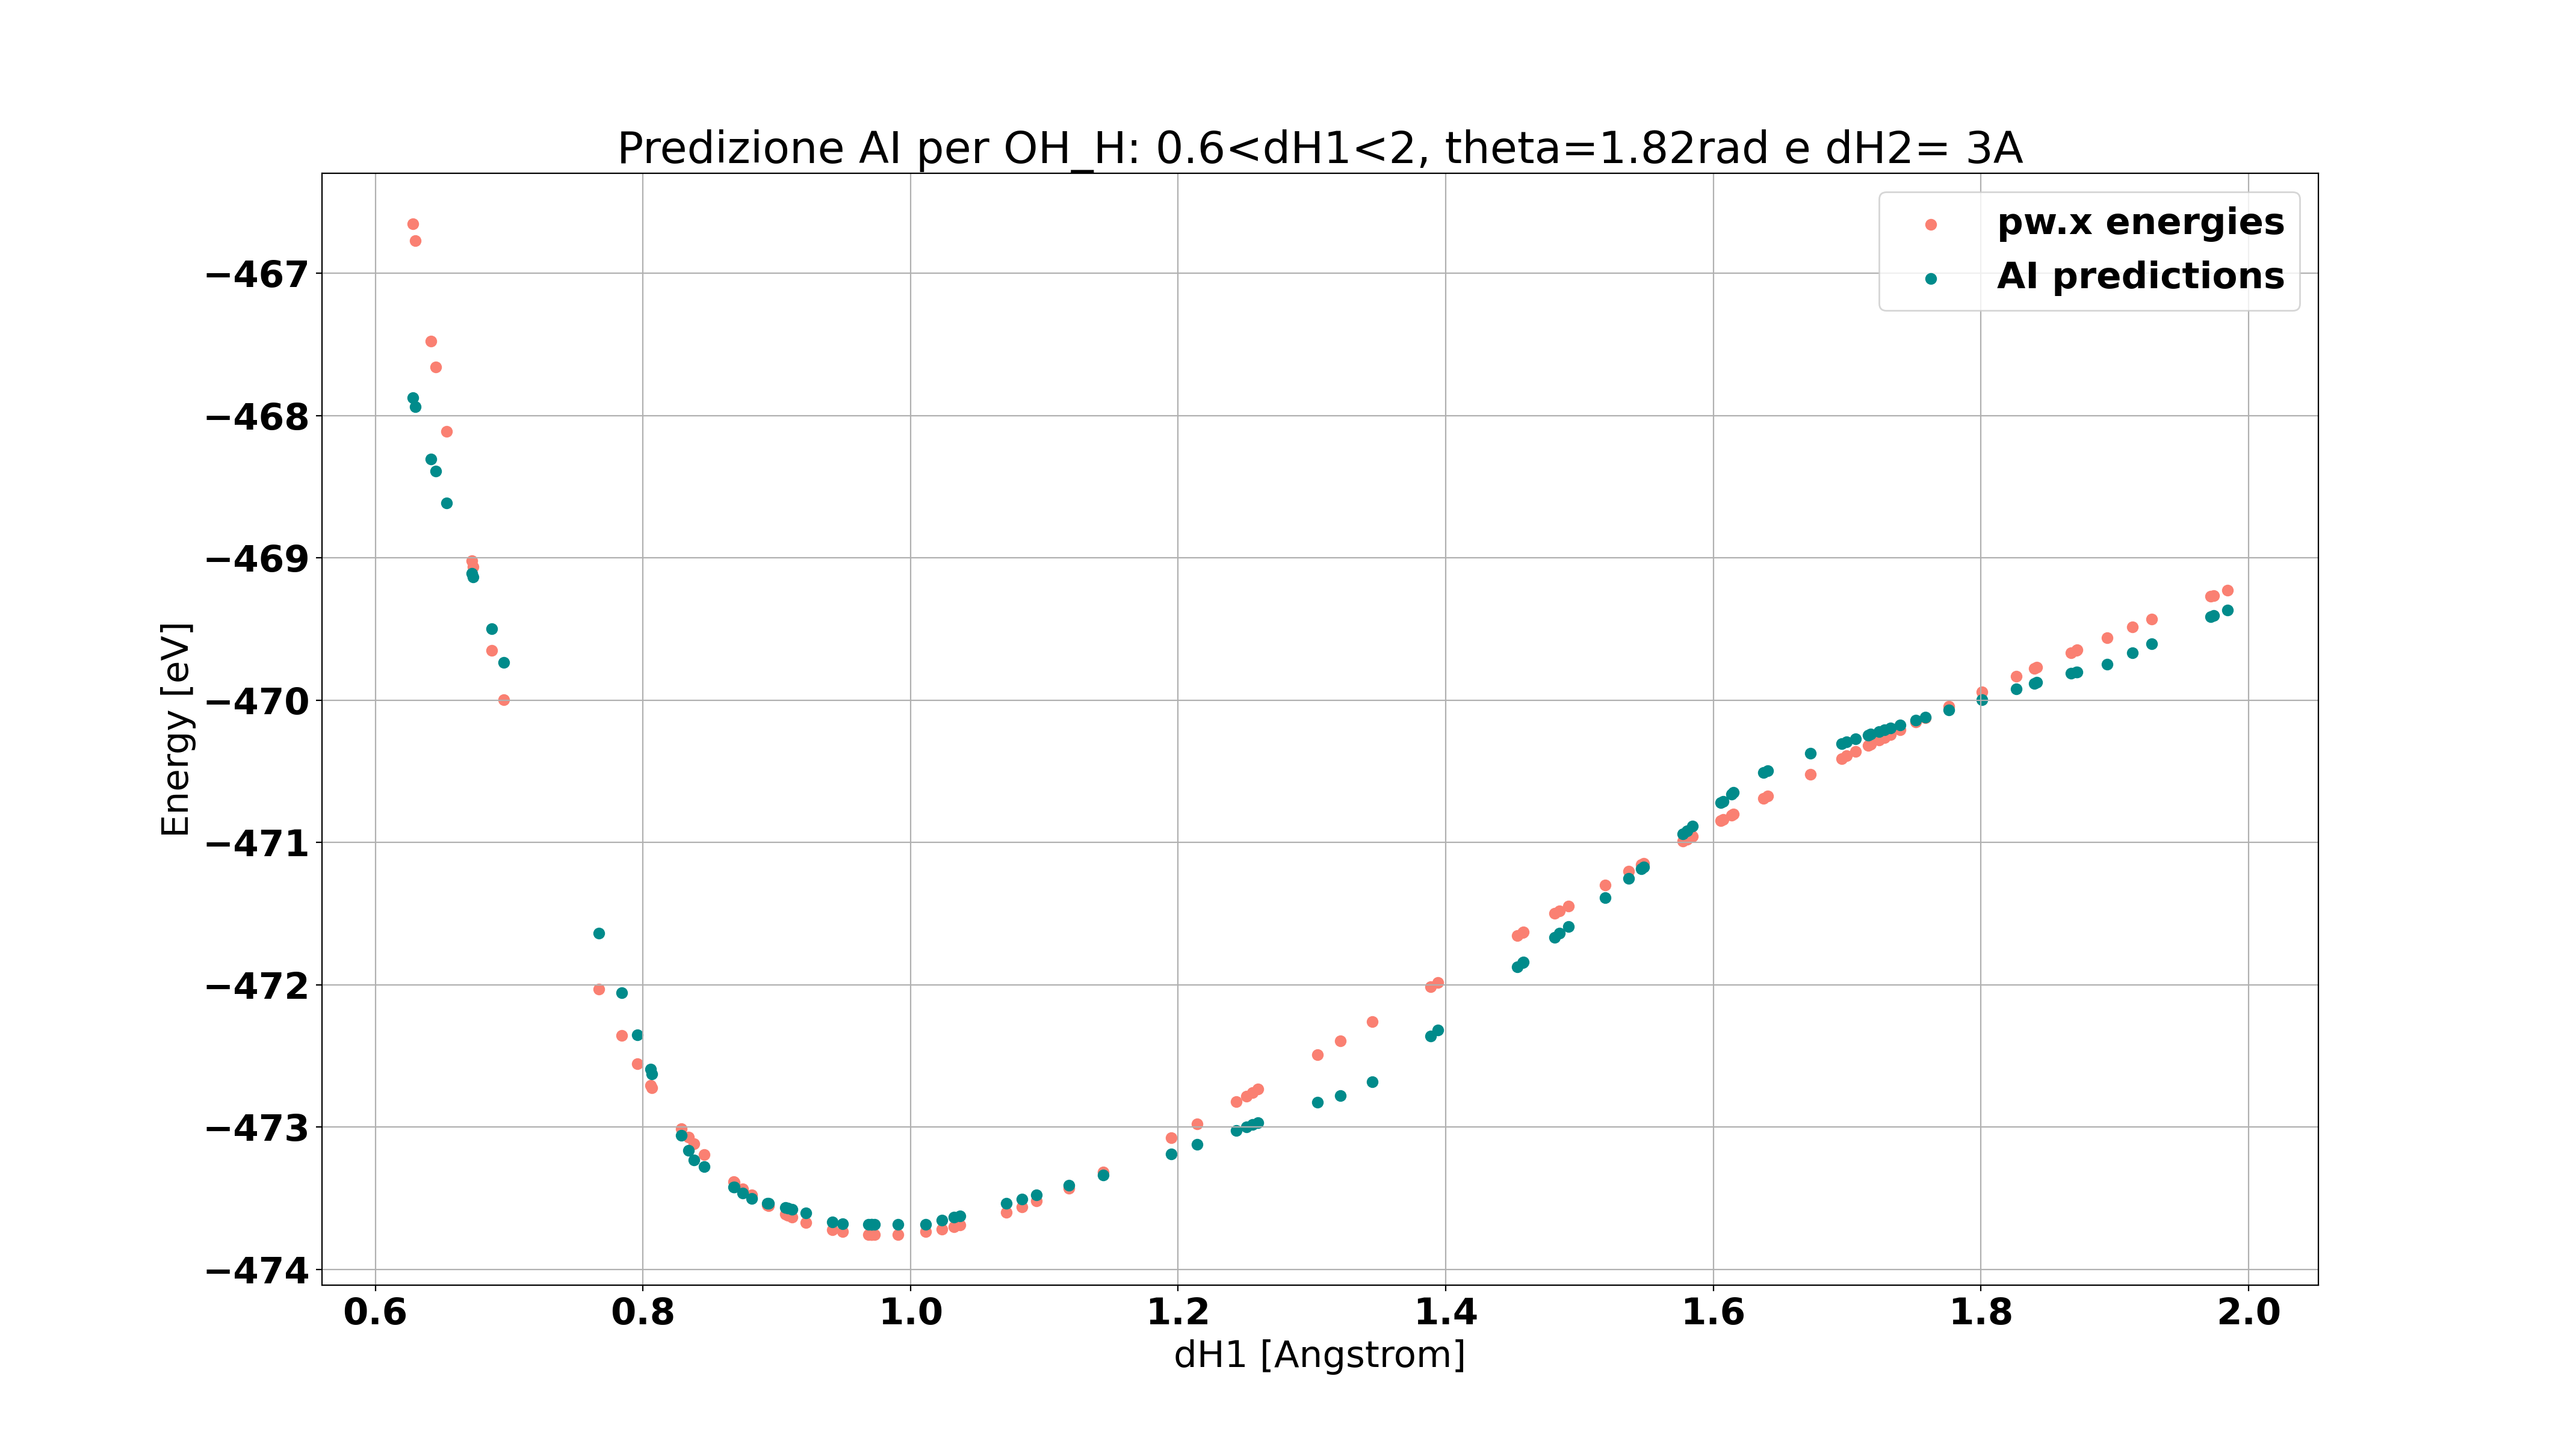 Predizione AI per OH_H: 0.6<dH1<2, theta=1.82rad e dH2= 3A
pw.x energies
AI predictions
−467
−468
−469
−470
−471
−472
−473
−474
Energy [eV]
0.6 0.8 1.0 1.2 1.4 1.6 1.8 2.0
dH1 [Angstrom]